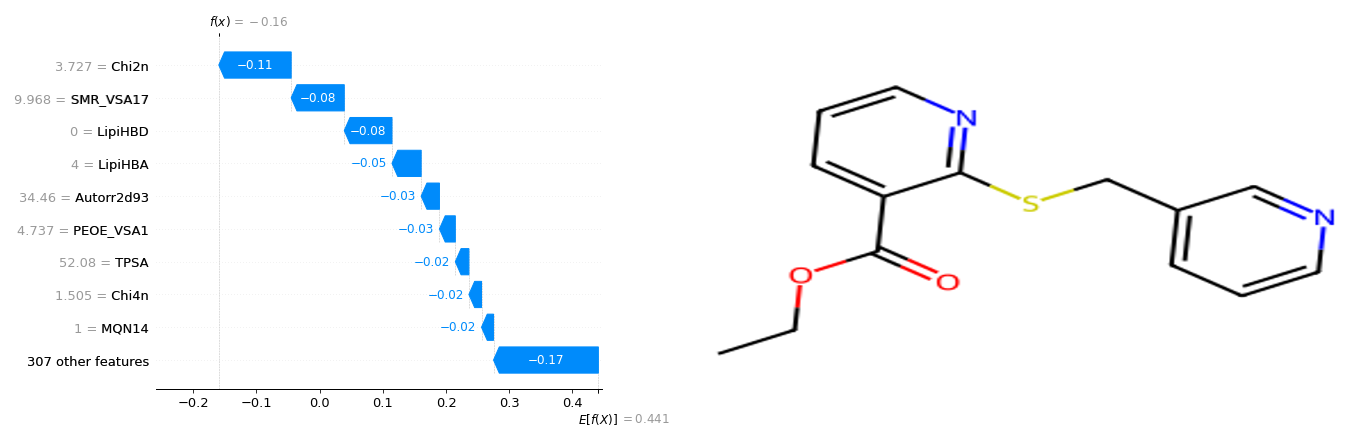 f(x) = −0.16
3.727 = Chi2n
−0.11
9.968 = SMR_VSA17
−0.08
0 = LipiHBD
−0.08
4 = LipiHBA
−0.05
34.46 = Autorr2d93
−0.03
4.737 = PEOE_VSA1
−0.03
52.08 = TPSA
−0.02
1.505 = Chi4n
−0.02
1 = MQN14
−0.02
307 other features
−0.17
−0.2 −0.1 0.0 0.1 0.2 0.3 0.4
E[f(X)] = 0.441
N
S
N
O
O